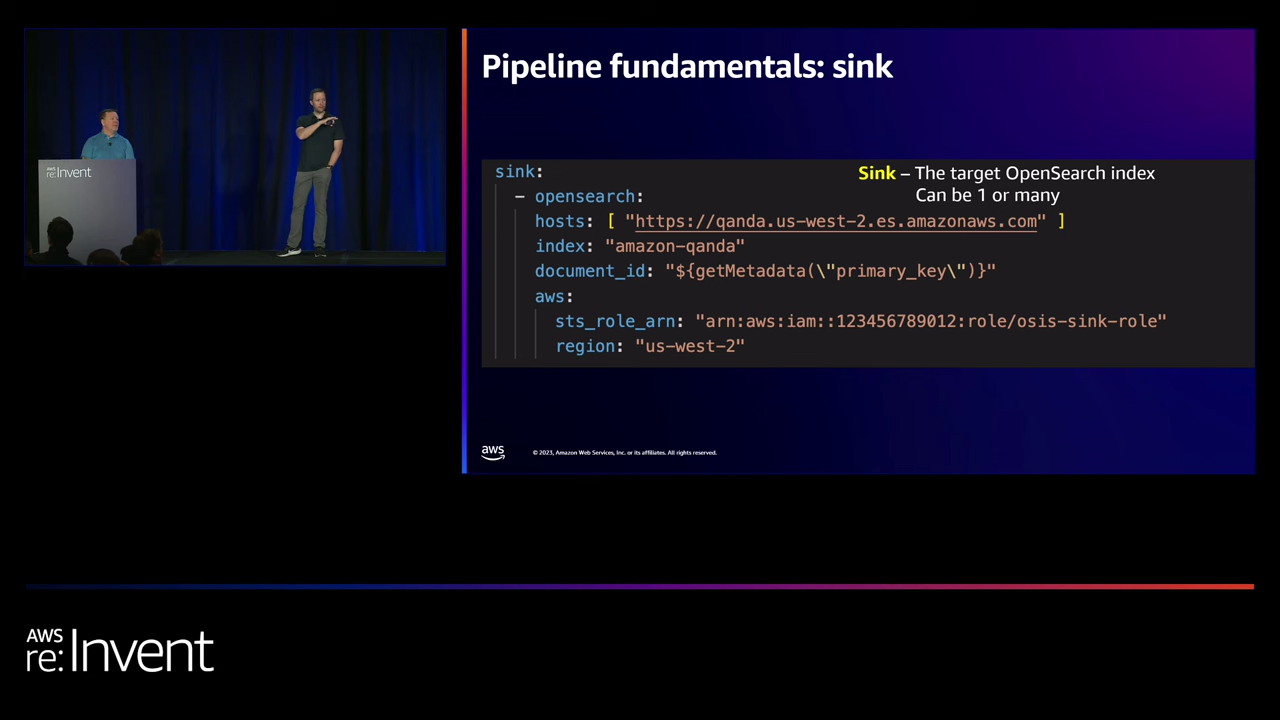 AWS
re:Invent
Pipeline fundamentals: sink
Sink – The target OpenSearch index
Can be 1 or many
sink:
– opensearch:
hosts: [ "https://qanda.us-west-2.es.amazonaws.com" ]
index: "amazon-qanda"
document_id: "${getMetadata(\"primary_key\")}"
aws:
sts_role_arn: "arn:aws:iam::123456789012:role/osis-sink-role"
region: "us-west-2"
aws
© 2023, Amazon Web Services, Inc. or its affiliates. All rights reserved.
AWS
re:Invent